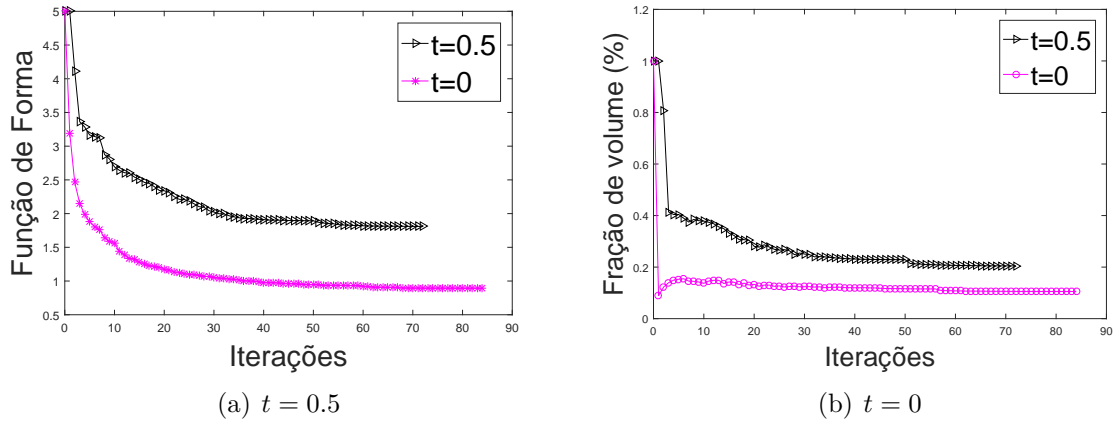 5
4.5
4
3.5
3
2.5
2
1.5
1
0.5
0 10 20 30 40 50 60 70 80 90
Função de Forma
Iterações
t=0.5
t=0
(a) t = 0.5
1.2
1
0.8
0.6
0.4
0.2
0
0 10 20 30 40 50 60 70 80 90
Fração de volume (%)
Iterações
t=0.5
t=0
(b) t = 0